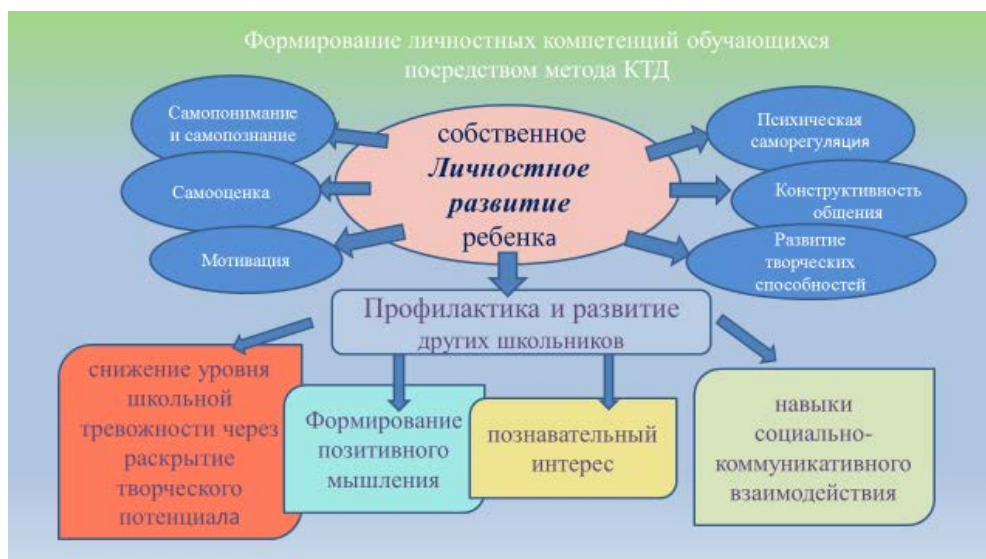 Формирование личностных компетенций обучающихся
посредством метода КТД
Самопонимание
и самопознание
Самооценка
Мотивация
собственное
Личностное
развитие
ребенка
Психическая
саморегуляция
Конструктивность
общения
Развитие
творческих
способностей
Профилактика и развитие
других школьников
снижение уровня
школьной
тревожности через
раскрытие
творческого
потенциала
Формирование
позитивного
мышления
познавательный
интерес
навыки
социально-
коммуникативного
взаимодействия